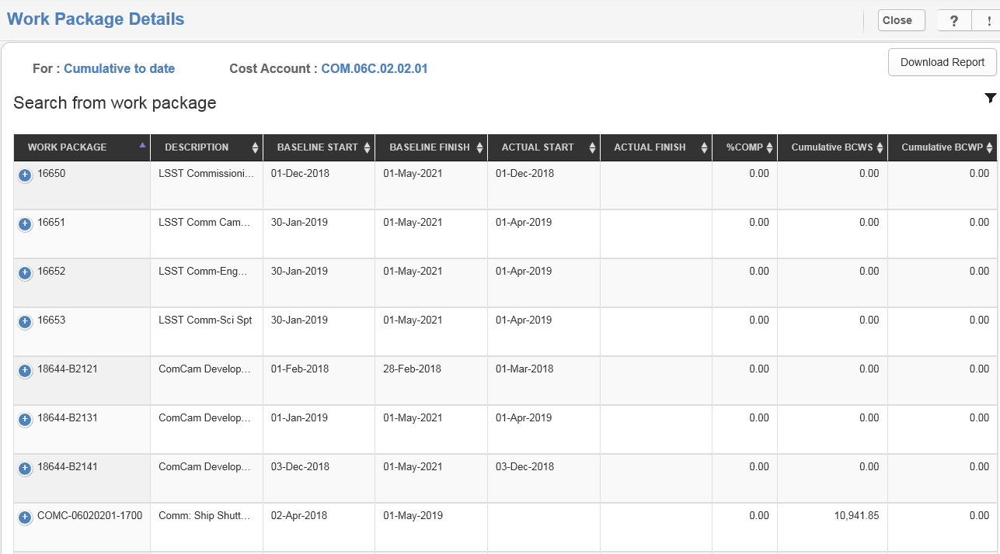 Work Package Details
Close ? !
For : Cumulative to date Cost Account : COM.06C.02.02.01 Download Report
Search from work package
WORK PACKAGE DESCRIPTION BASELINE START BASELINE FINISH ACTUAL START ACTUAL FINISH %COMP Cumulative BCWS Cumulative BCWP
16650 LSST Commissioni... 01-Dec-2018 01-May-2021 01-Dec-2018 0.00 0.00 0.00
16651 LSST Comm Cam... 30-Jan-2019 01-May-2021 01-Apr-2019 0.00 0.00 0.00
16652 LSST Comm-Eng... 30-Jan-2019 01-May-2021 01-Apr-2019 0.00 0.00 0.00
16653 LSST Comm-Sci Spt 30-Jan-2019 01-May-2021 01-Apr-2019 0.00 0.00 0.00
18644-B2121 ComCam Develop... 01-Feb-2018 28-Feb-2018 01-Mar-2018 0.00 0.00 0.00
18644-B2131 ComCam Develop... 01-Jan-2019 01-May-2021 01-Apr-2019 0.00 0.00 0.00
18644-B2141 ComCam Develop... 03-Dec-2018 01-May-2021 03-Dec-2018 0.00 0.00 0.00
COMC-06020201-1700 Comm: Ship Shutt... 02-Apr-2018 01-May-2019 0.00 10,941.85 0.00